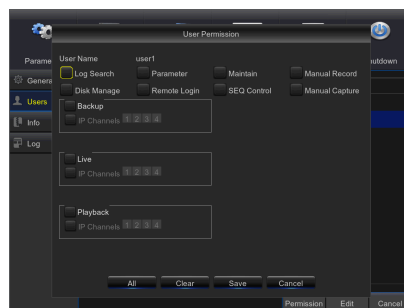 User Permission
Parame
utdown
User Name user1
Log Search Parameter Maintain Manual Record
Genera
Disk Manage Remote Login SEQ Control Manual Capture
Users
Backup
IP Channels 1 2 3 4
Info
Log
Live
IP Channels 1 2 3 4
Playback
IP Channels 1 2 3 4
All Clear Save Cancel
Permission Edit Cancel